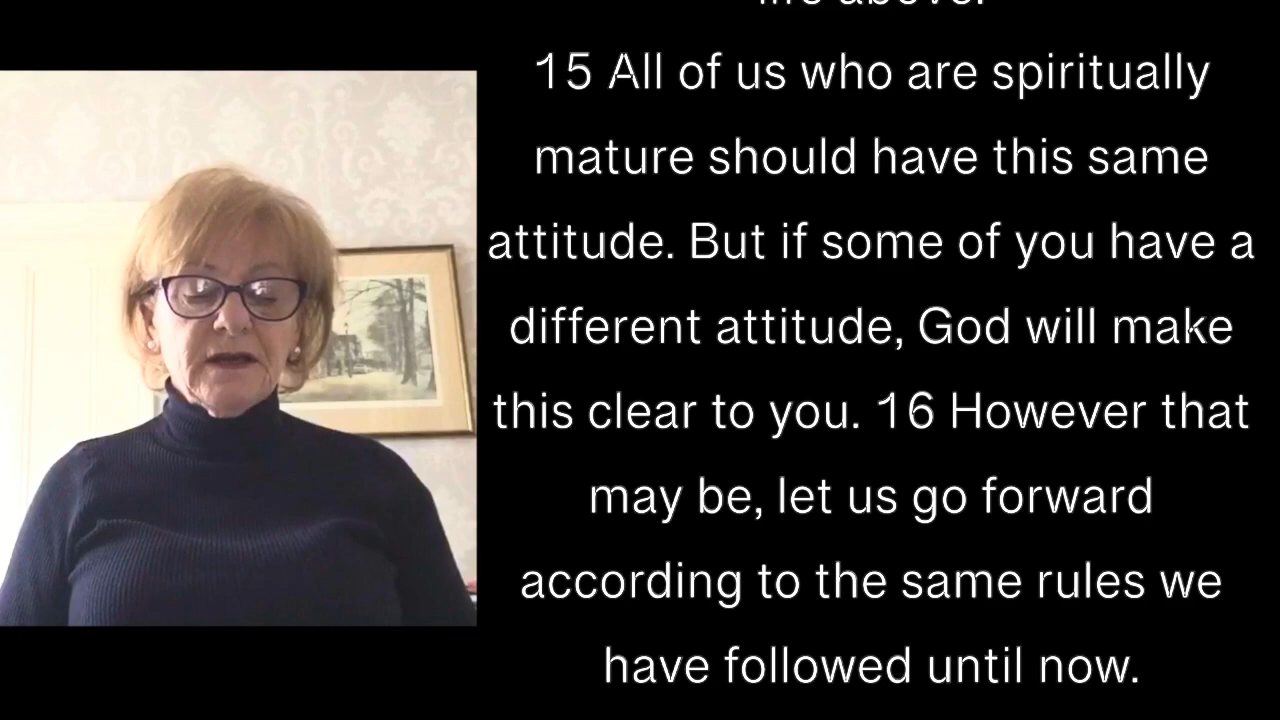 life above.
15 All of us who are spiritually
mature should have this same
attitude. But if some of you have a
different attitude, God will make
this clear to you. 16 However that
may be, let us go forward
according to the same rules we
have followed until now.